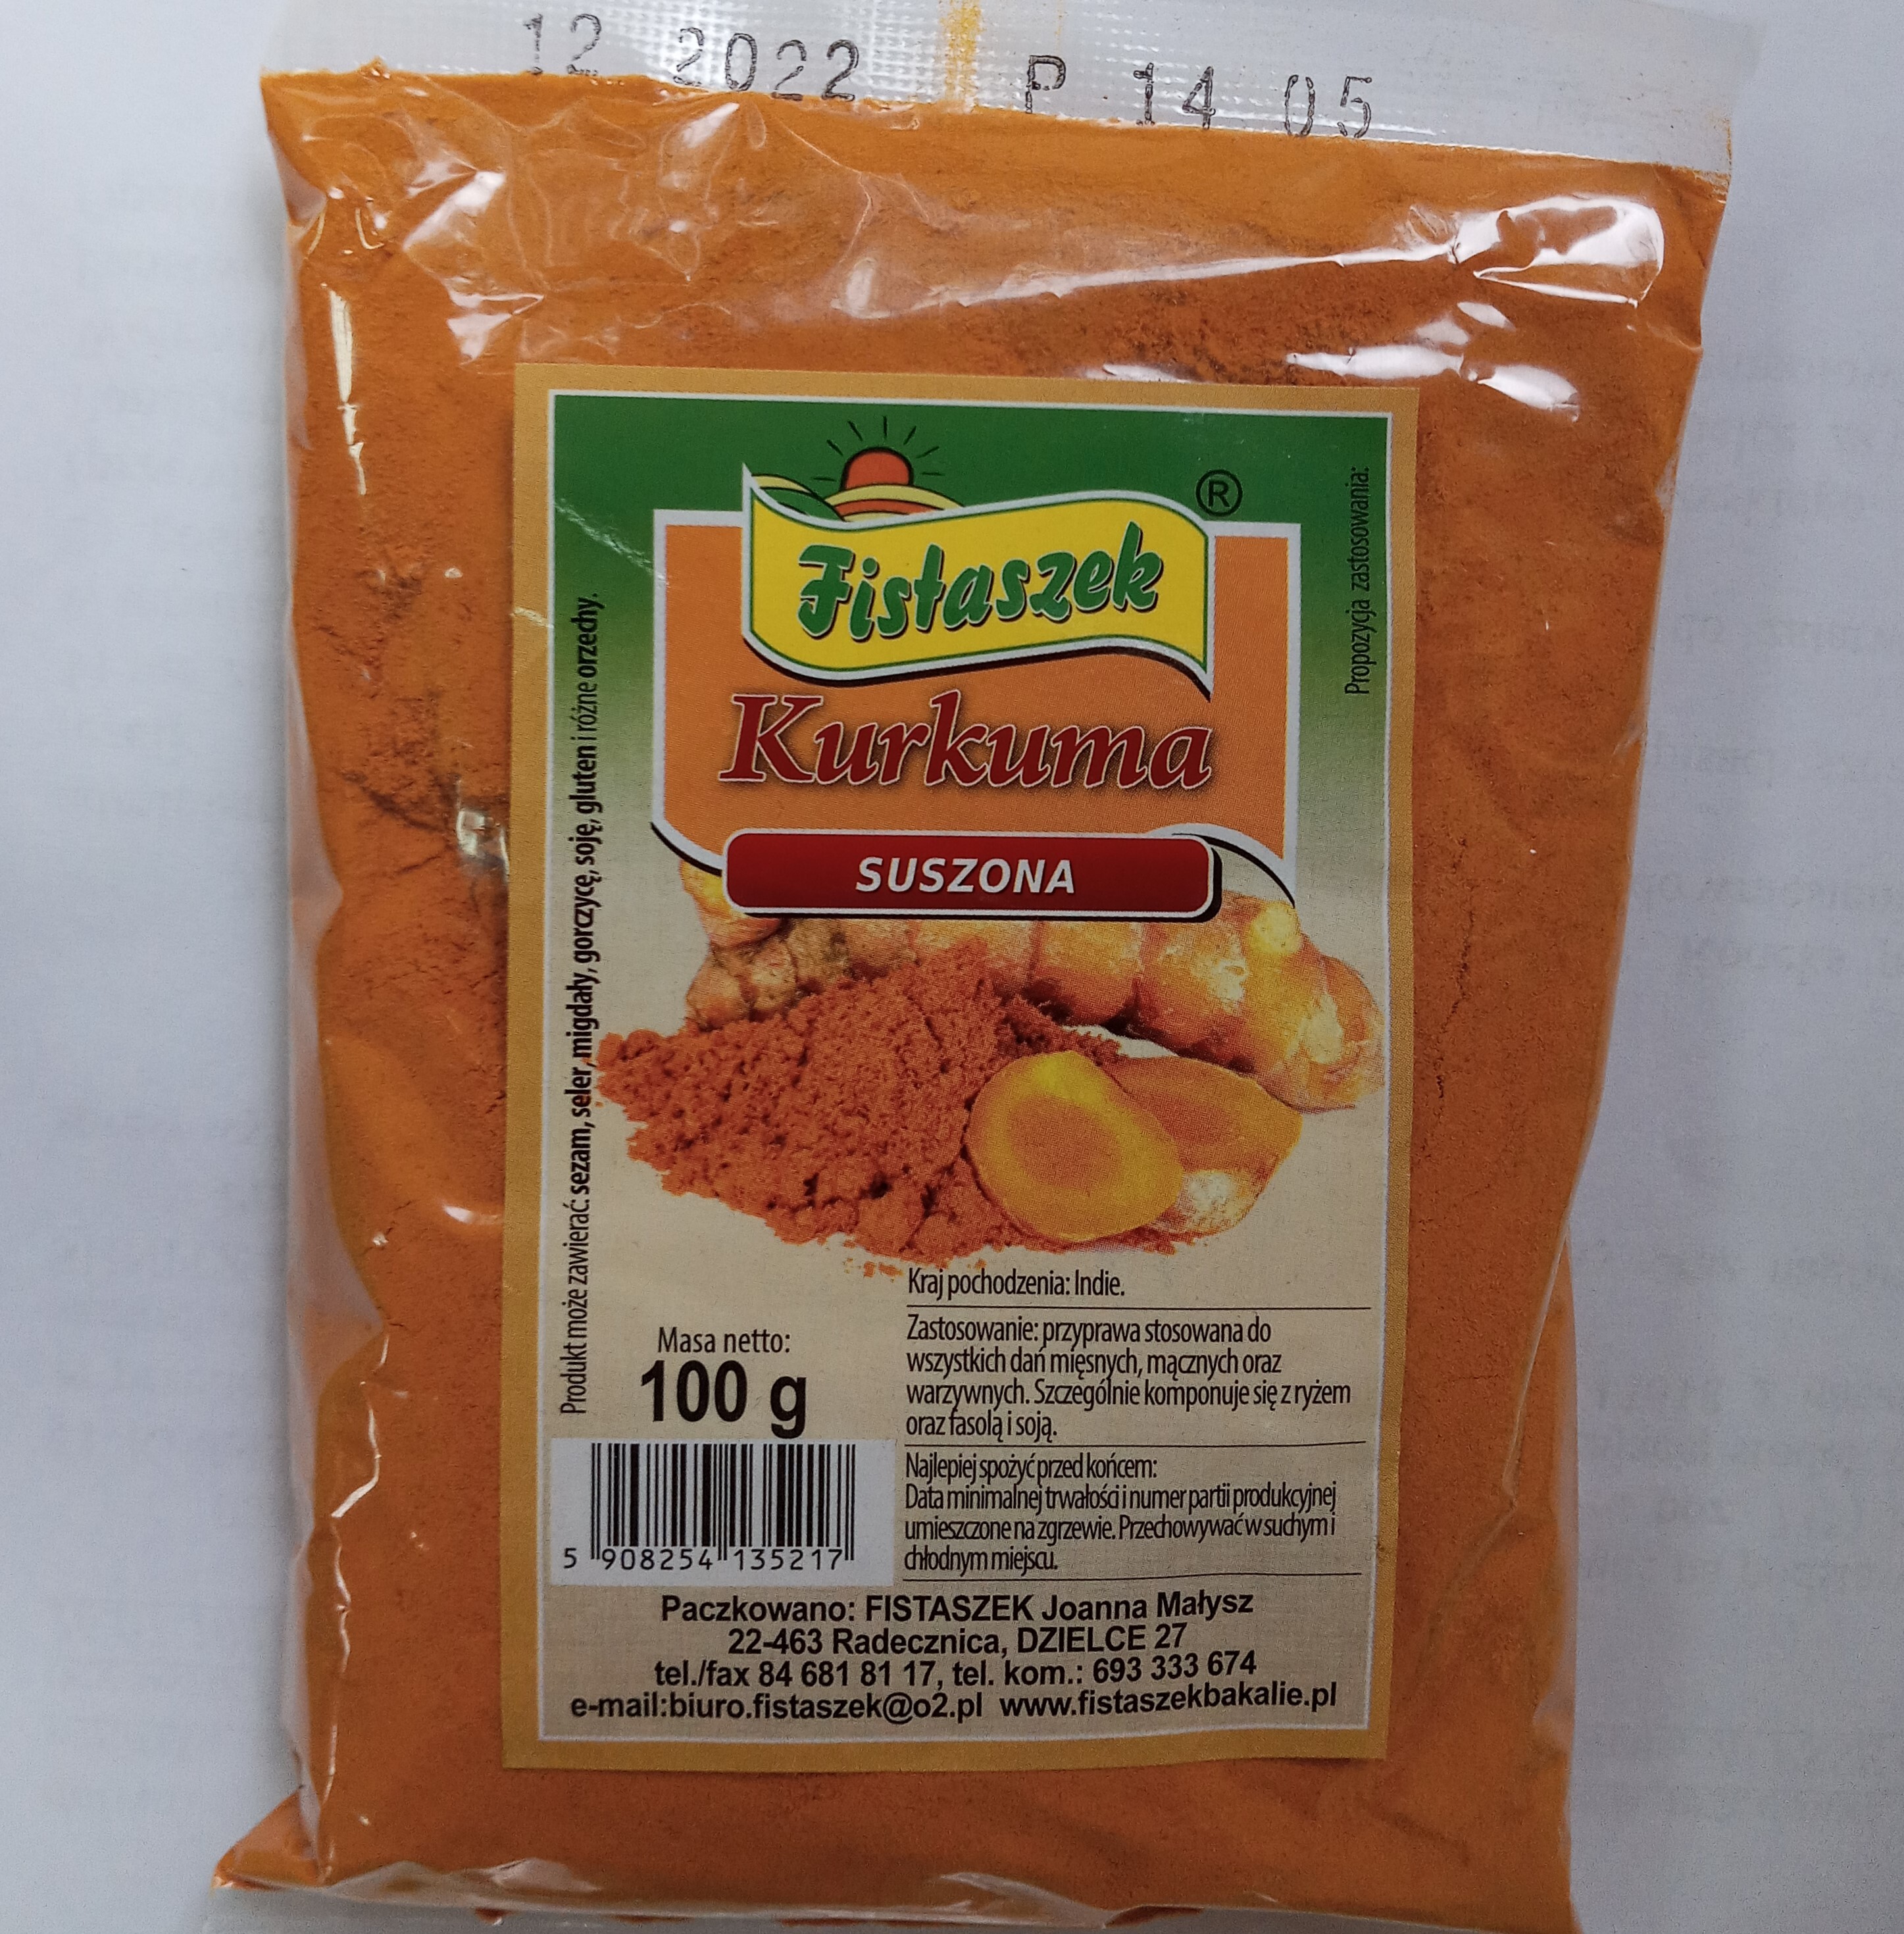 12 2022 P 14 05
Fistaszek ®
Kurkuma
SUSZONA
Propozycja zastosowania:
Produkt może zawierać: sezam, seler, migdały, gorczycę, soję, gluten i różne orzechy.
Kraj pochodzenia: Indie.
Zastosowanie: przyprawa stosowana do
wszystkich dań mięsnych, mącznych oraz
warzywnych. Szczególnie komponuje się z ryżem
oraz fasolą i soją.
Masa netto:
100 g
Najlepiej spożyć przed końcem:
Data minimalnej trwałości i numer partii produkcyjnej
umieszczone na zgrzewie. Przechowywać w suchym i
chłodnym miejscu.
5 908254 135217
Paczkowano: FISTASZEK Joanna Małysz
22-463 Radecznica, DZIELCE 27
tel./fax 84 681 81 17, tel. kom.: 693 333 674
e-mail:biuro.fistaszek@o2.pl www.fistaszekbakalie.pl